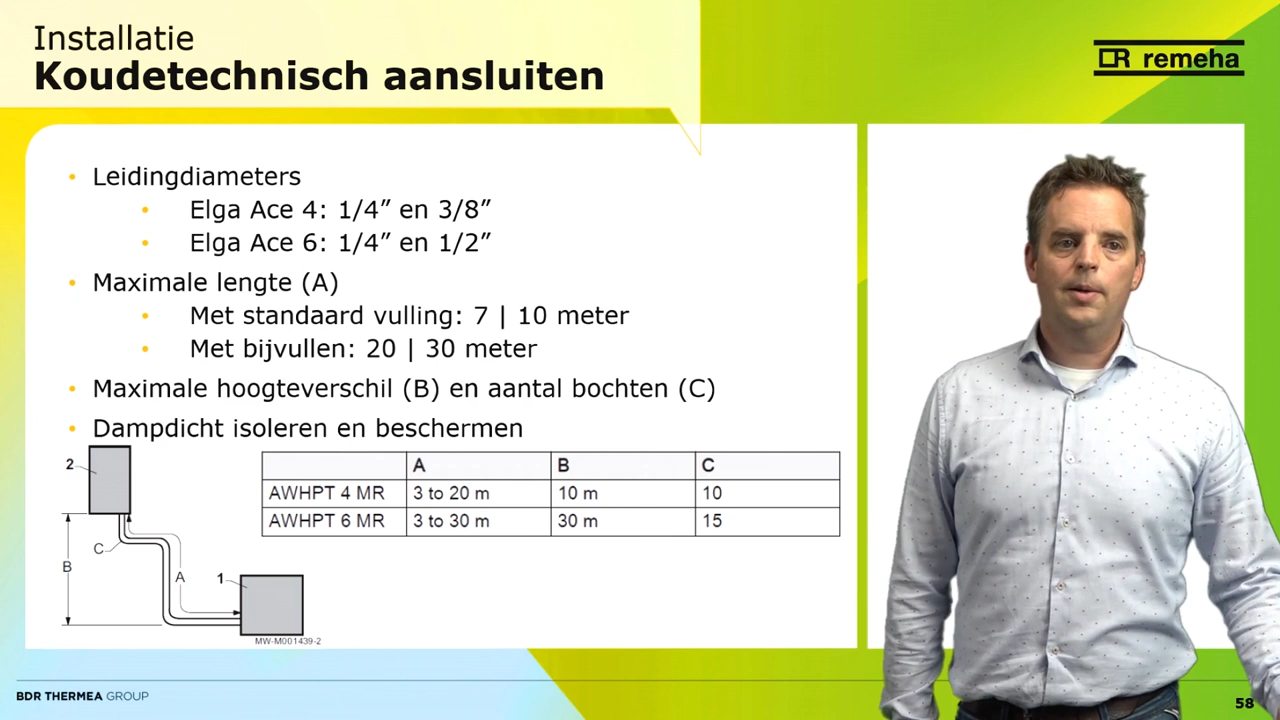 Installatie
Koudetechnisch aansluiten
remeha
• Leidingdiameters
• Elga Ace 4: 1/4” en 3/8”
• Elga Ace 6: 1/4” en 1/2”
• Maximale lengte (A)
• Met standaard vulling: 7 | 10 meter
• Met bijvullen: 20 | 30 meter
• Maximale hoogteverschil (B) en aantal bochten (C)
• Dampdicht isoleren en beschermen
A B C
AWHPT 4 MR 3 to 20 m 10 m 10
AWHPT 6 MR 3 to 30 m 30 m 15
2
C
B
A
1
MW-M001439-2
BDR THERMEA GROUP
58